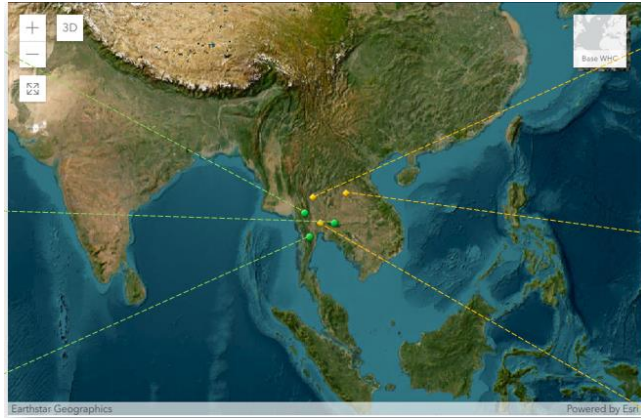 +
3D
−
Base WHC
Earthstar Geographics
Powered by Esri